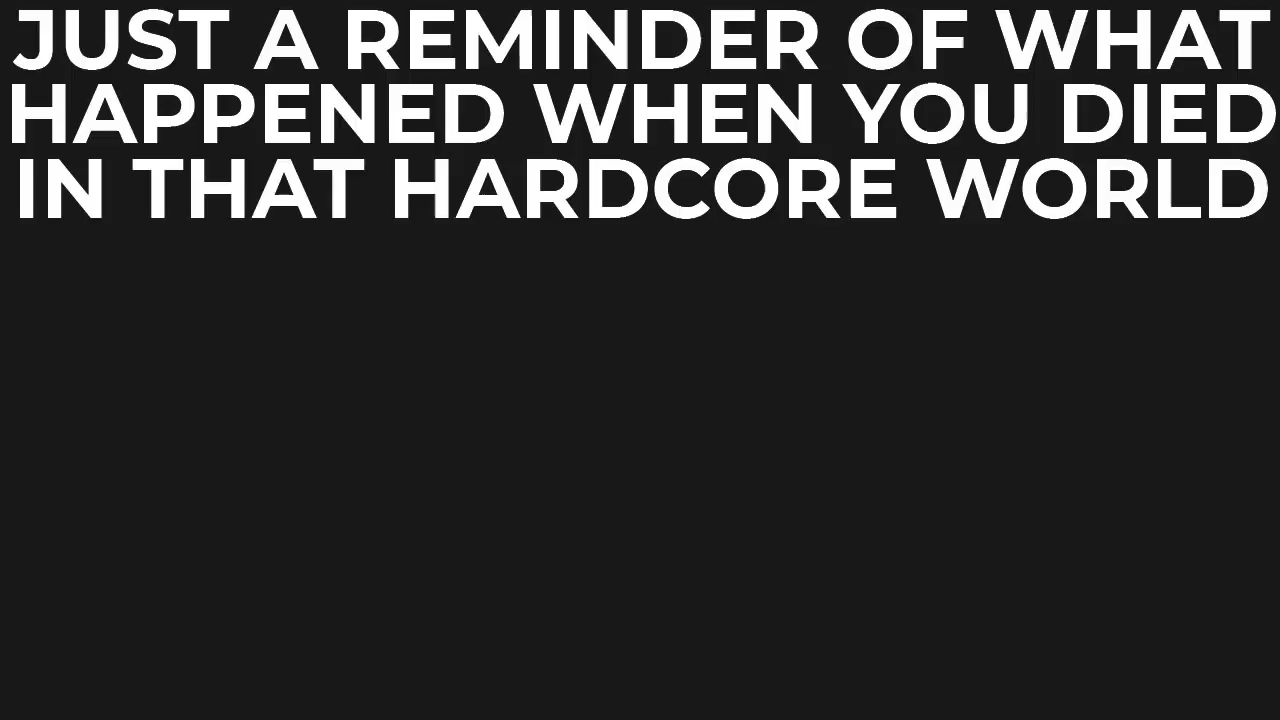 JUST A REMINDER OF WHAT
HAPPENED WHEN YOU DIED
IN THAT HARDCORE WORLD